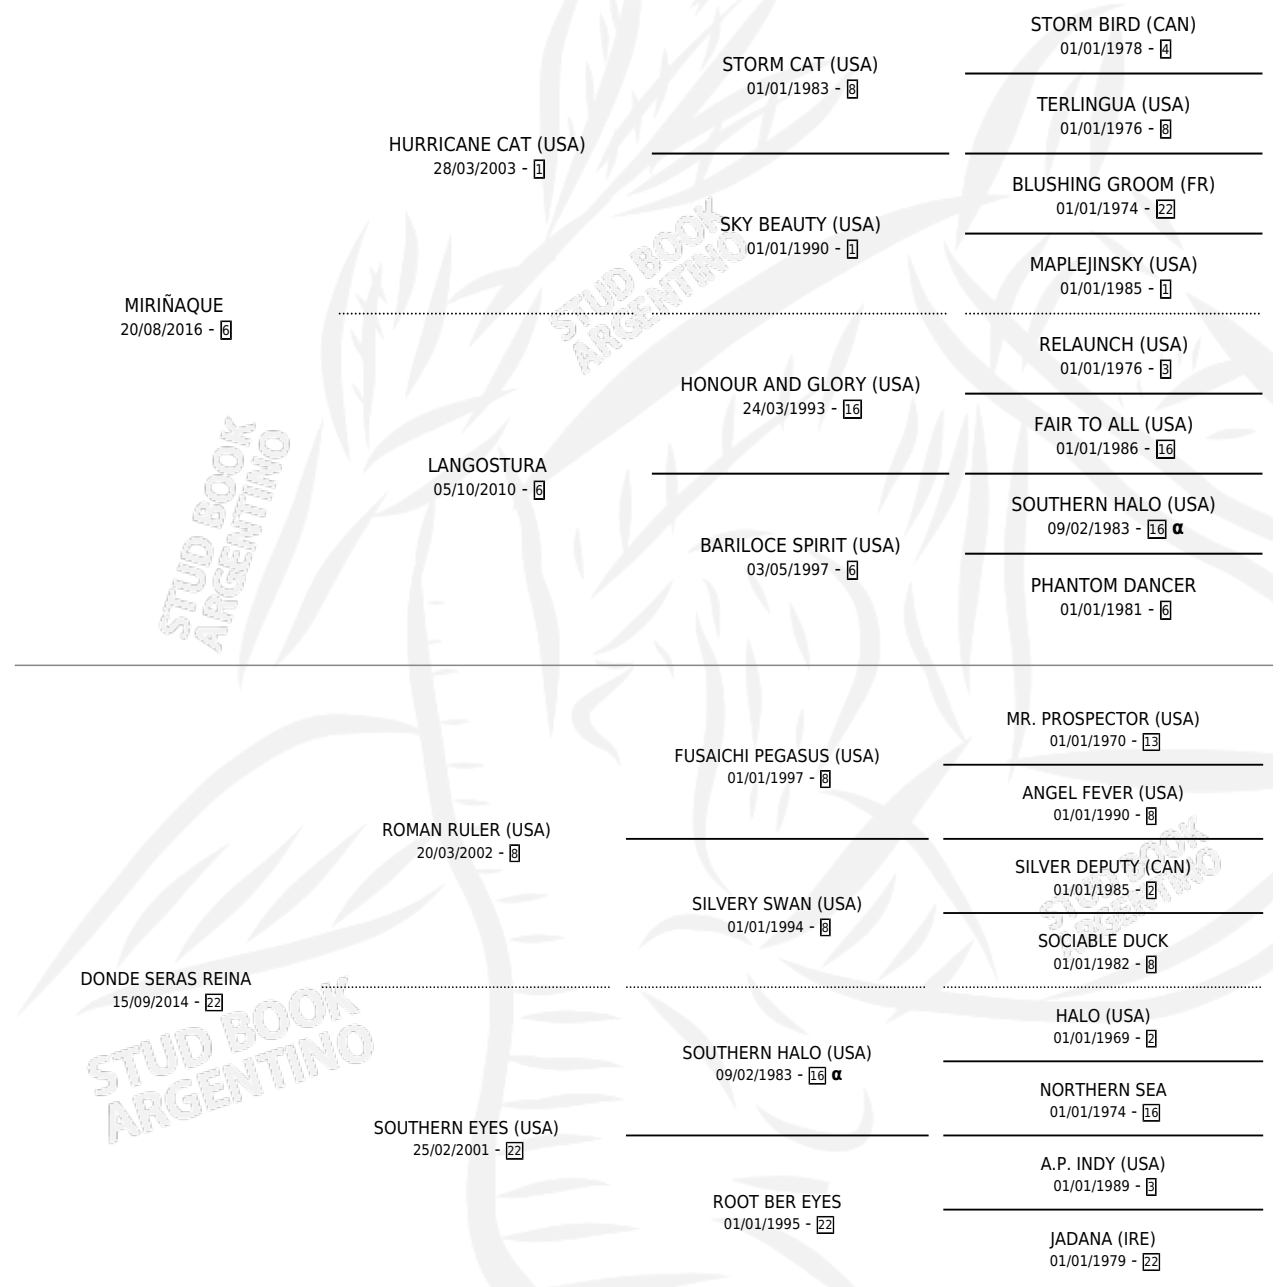 STORM BIRD (CAN)
01/01/1978 - 4
STORM CAT (USA)
01/01/1983 - 8
TERLINGUA (USA)
01/01/1976 - 8
HURRICANE CAT (USA)
28/03/2003 - 1
BLUSHING GROOM (FR)
01/01/1974 - 22
SKY BEAUTY (USA)
01/01/1990 - 1
MAPLEJINSKY (USA)
01/01/1985 - 1
MIRIÑAQUE
20/08/2016 - 6
RELAUNCH (USA)
01/01/1976 - 3
HONOUR AND GLORY (USA)
24/03/1993 - 16
FAIR TO ALL (USA)
01/01/1986 - 16
LANGOSTURA
05/10/2010 - 6
SOUTHERN HALO (USA)
09/02/1983 - 16 α
BARILOCE SPIRIT (USA)
03/05/1997 - 6
PHANTOM DANCER
01/01/1981 - 6
MR. PROSPECTOR (USA)
01/01/1970 - 13
FUSAICHI PEGASUS (USA)
01/01/1997 - 8
ANGEL FEVER (USA)
01/01/1990 - 8
ROMAN RULER (USA)
20/03/2002 - 8
SILVER DEPUTY (CAN)
01/01/1985 - 2
SILVERY SWAN (USA)
01/01/1994 - 8
SOCIABLE DUCK
01/01/1982 - 8
DONDE SERAS REINA
15/09/2014 - 22
HALO (USA)
01/01/1969 - 2
SOUTHERN HALO (USA)
09/02/1983 - 16 α
NORTHERN SEA
01/01/1974 - 16
SOUTHERN EYES (USA)
25/02/2001 - 22
A.P. INDY (USA)
01/01/1989 - 3
ROOT BER EYES
01/01/1995 - 22
JADANA (IRE)
01/01/1979 - 22
STUD BOOK
ARGENTINO
STUD BOOK
ARGENTINO
STUD BOOK
ARGENTINO
STUD BOOK
ARGENTINO